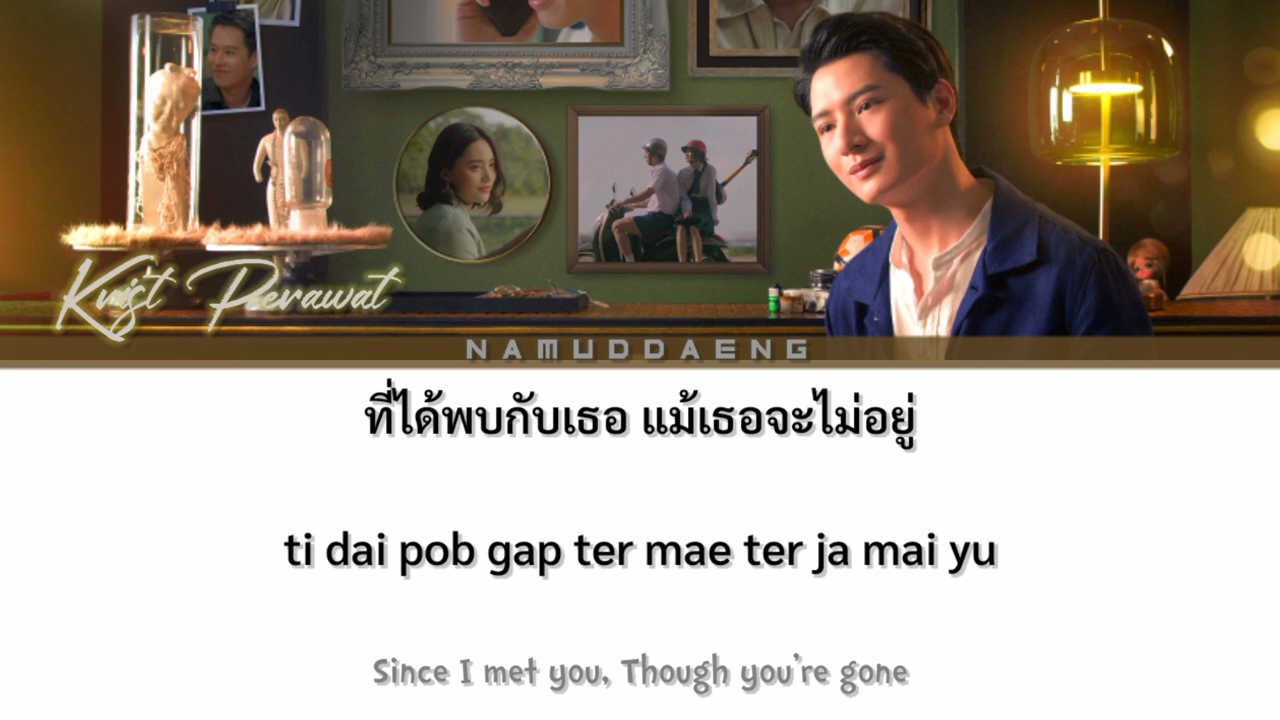 Krist Perawat
NAMUDDAENG
ที่ได้พบกับเธอ แม้เธอจะไม่อยู่
ti dai pob gap ter mae ter ja mai yu
Since I met you, Though you're gone